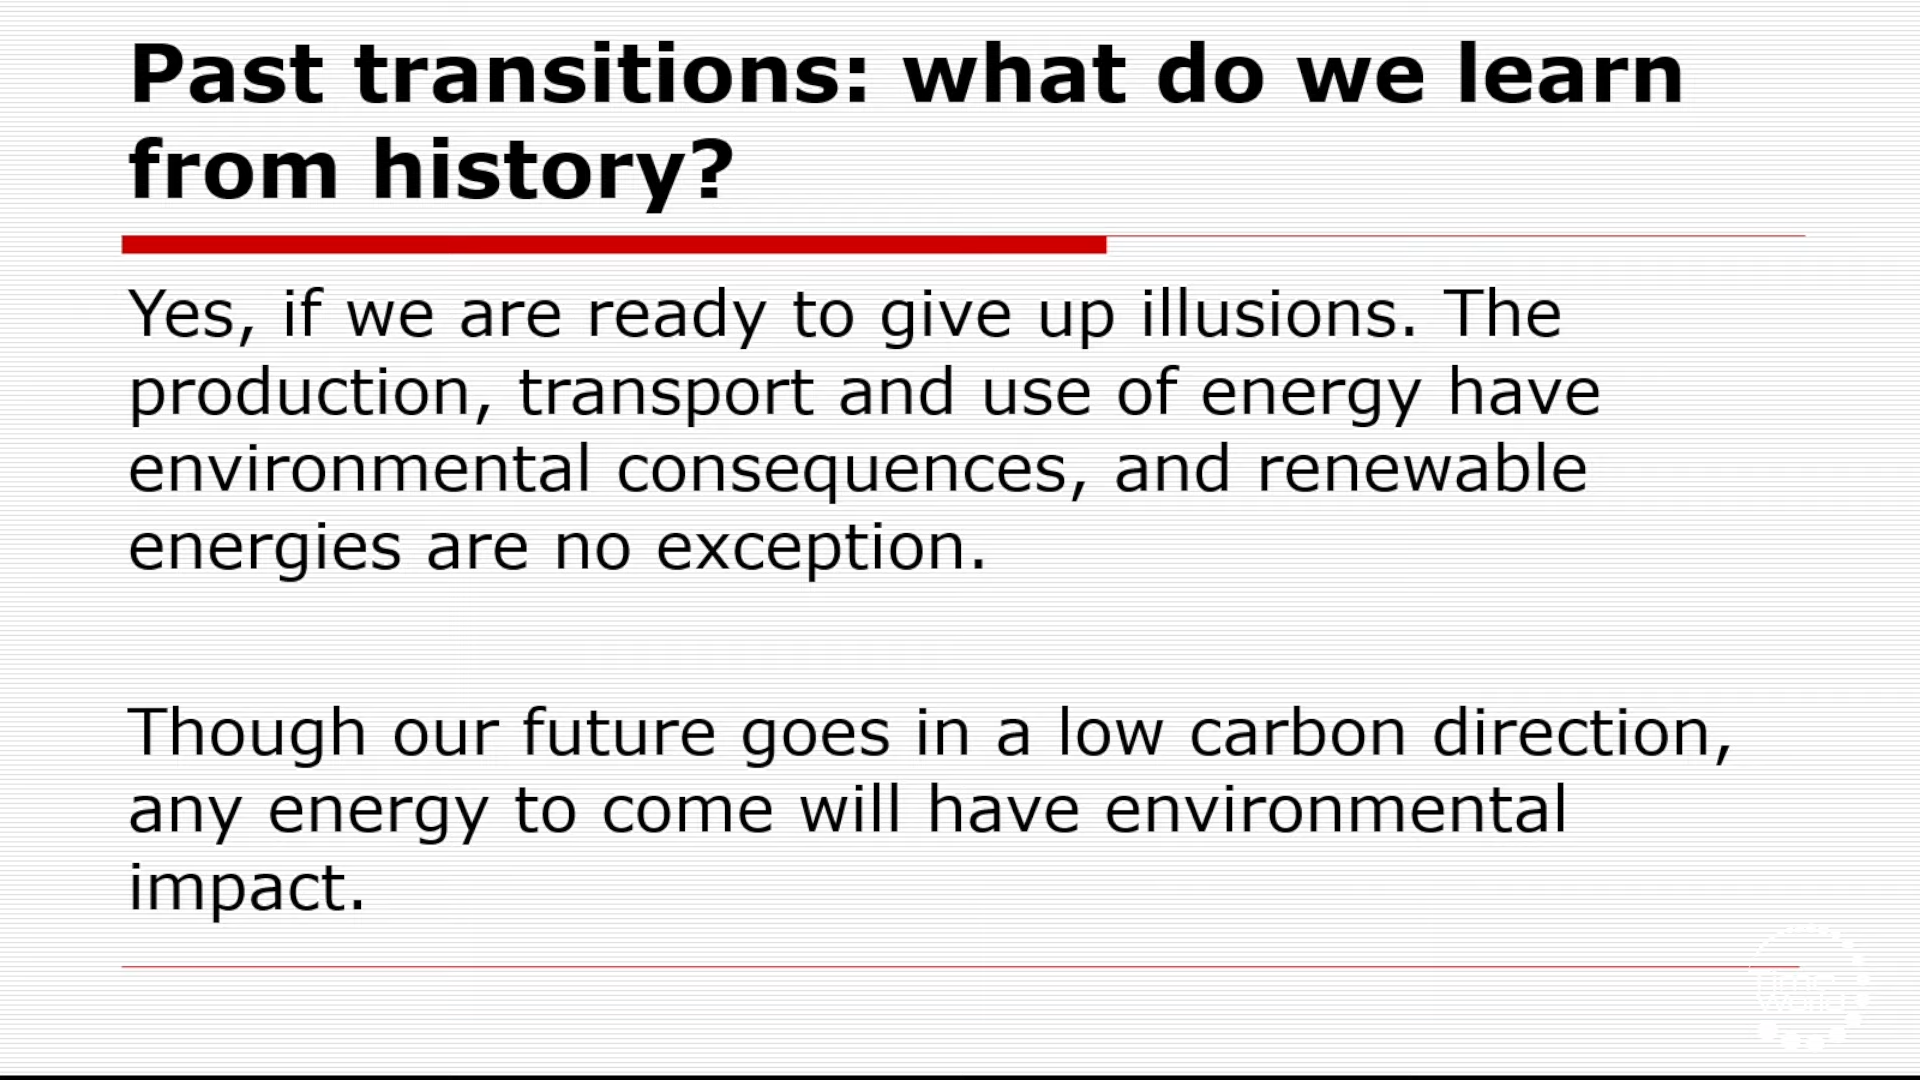 Past transitions: what do we learn
from history?
Yes, if we are ready to give up illusions. The
production, transport and use of energy have
environmental consequences, and renewable
energies are no exception.
Though our future goes in a low carbon direction,
any energy to come will have environmental
impact.